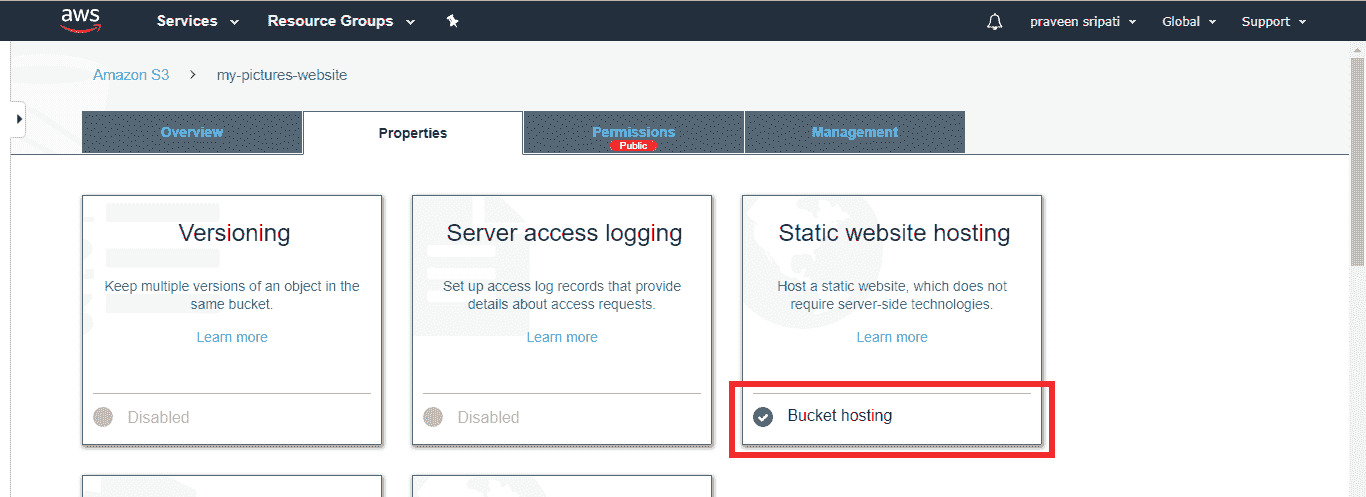 aws Services Resource Groups praveen sripati Global Support
Amazon S3 > my-pictures-website
Overview Properties Permissions Management
Public
Versioning
Keep multiple versions of an object in the
same bucket.
Learn more
Disabled
Server access logging
Set up access log records that provide
details about access requests.
Learn more
Disabled
Static website hosting
Host a static website, which does not
require server-side technologies.
Learn more
Bucket hosting